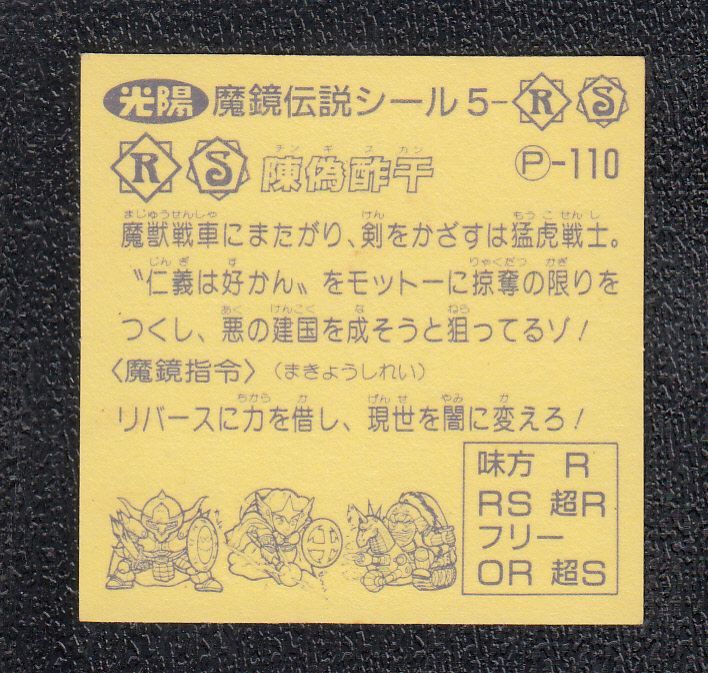 光陽 魔鏡伝説シール5-R S
R S 陳偽酢干 P-110
チンギスカン
魔獣戦車にまたがり、剣をかざすは猛虎戦士。
まじゅうせんしゃ けん もうこせんし
〝仁義は好かん〟をモットーに掠奪の限りを
じんぎ す りゃくだつ かぎ
つくし、悪の建国を成そうと狙ってるゾ！
あく けんこく な ねら
〈魔鏡指令〉(まきょうしれい)
リバースに力を借し、現世を闇に変えろ！
ちから か げんせ やみ か
味方 R
RS 超R
フリー
OR 超S